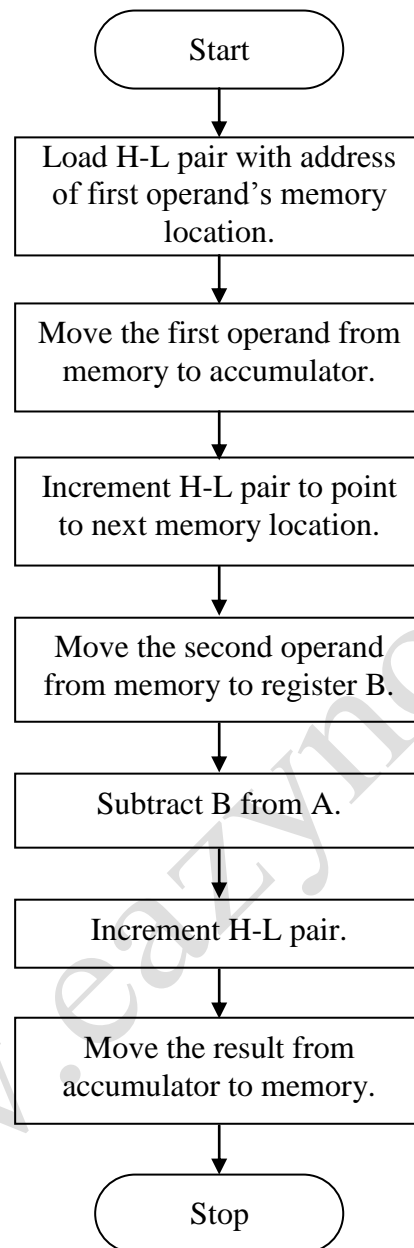 Start
Load H-L pair with address
of first operand’s memory
location.
Move the first operand from
memory to accumulator.
Increment H-L pair to point
to next memory location.
Move the second operand
from memory to register B.
Subtract B from A.
Increment H-L pair.
Move the result from
accumulator to memory.
Stop